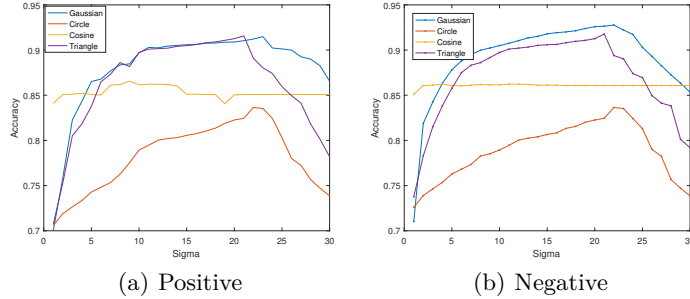 0.95
0.9
0.85
0.8
0.75
0.7
Accuracy
Gaussian
Circle
Cosine
Triangle
0 5 10 15 20 25 30
Sigma
(a) Positive
0.95
0.9
0.85
0.8
0.75
0.7
Accuracy
Gaussian
Circle
Cosine
Triangle
0 5 10 15 20 25 30
Sigma
(b) Negative